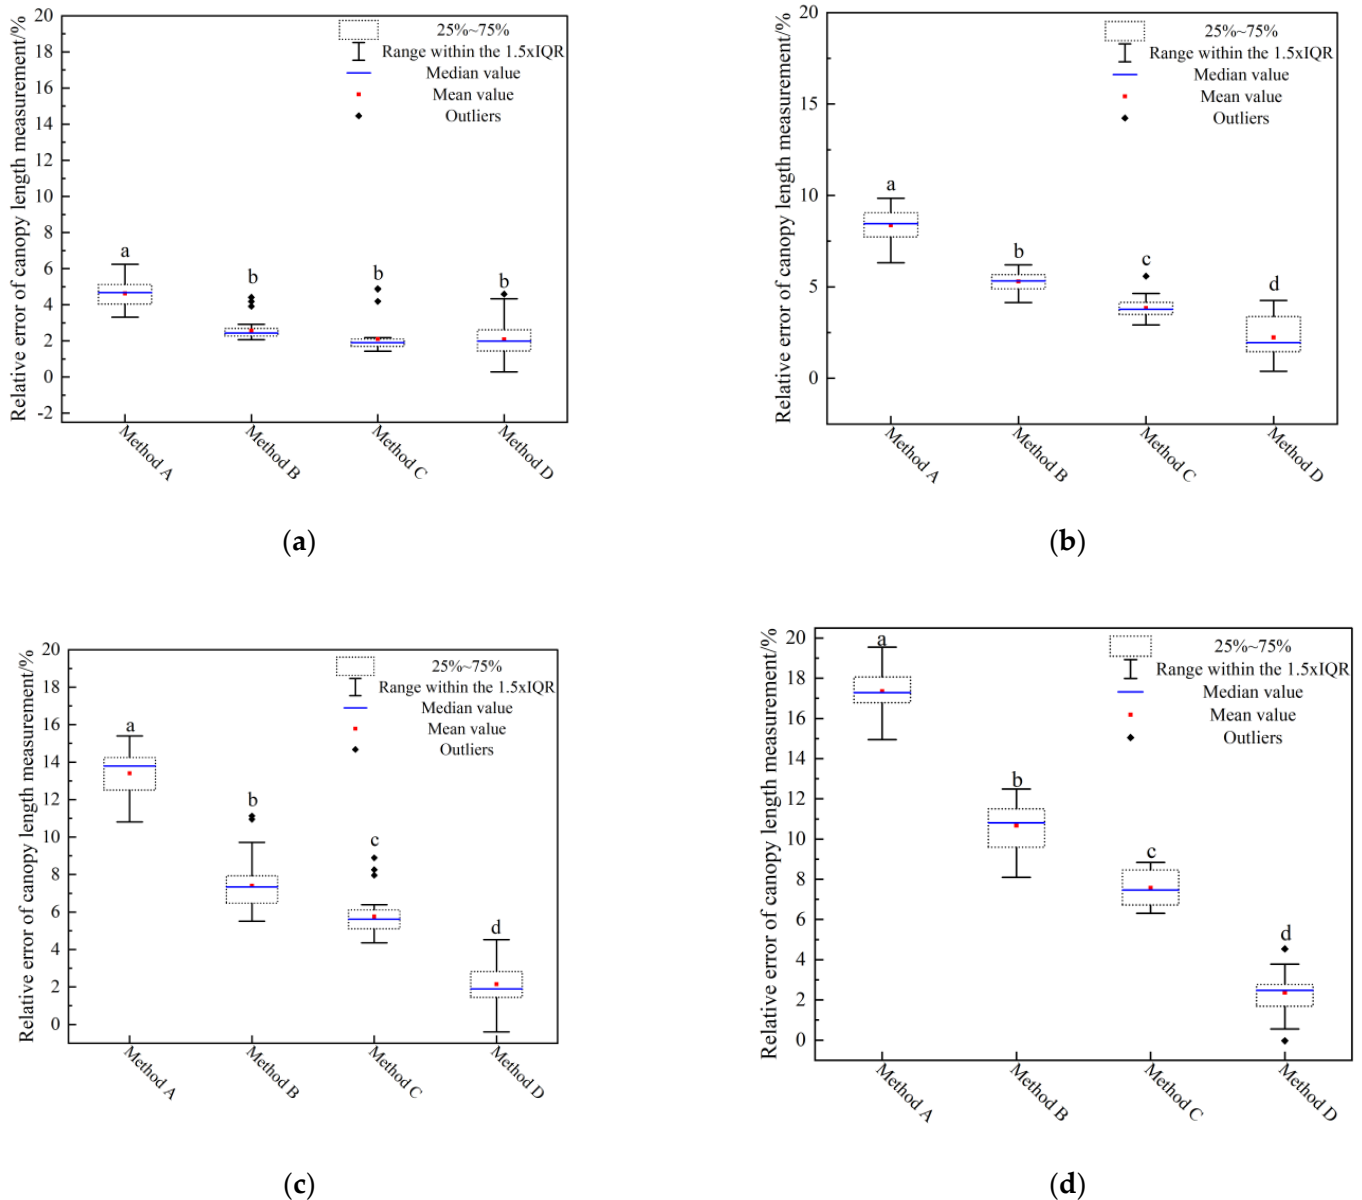 Relative error of canopy length measurement/%
20
18
16
14
12
10
8
6
4
2
0
-2
25%~75%
Range within the 1.5xIQR
Median value
Mean value
Outliers
a
b
b
b
Method A
Method B
Method C
Method D
(a)
Relative error of canopy length measurement/%
20
15
10
5
0
25%~75%
Range within the 1.5xIQR
Median value
Mean value
Outliers
a
b
c
d
Method A
Method B
Method C
Method D
(b)
Relative error of canopy length measurement/%
20
18
16
14
12
10
8
6
4
2
0
25%~75%
Range within the 1.5xIQR
Median value
Mean value
Outliers
a
b
c
d
Method A
Method B
Method C
Method D
(c)
Relative error of canopy length measurement/%
20
18
16
14
12
10
8
6
4
2
0
25%~75%
Range within the 1.5xIQR
Median value
Mean value
Outliers
a
b
c
d
Method A
Method B
Method C
Method D
(d)